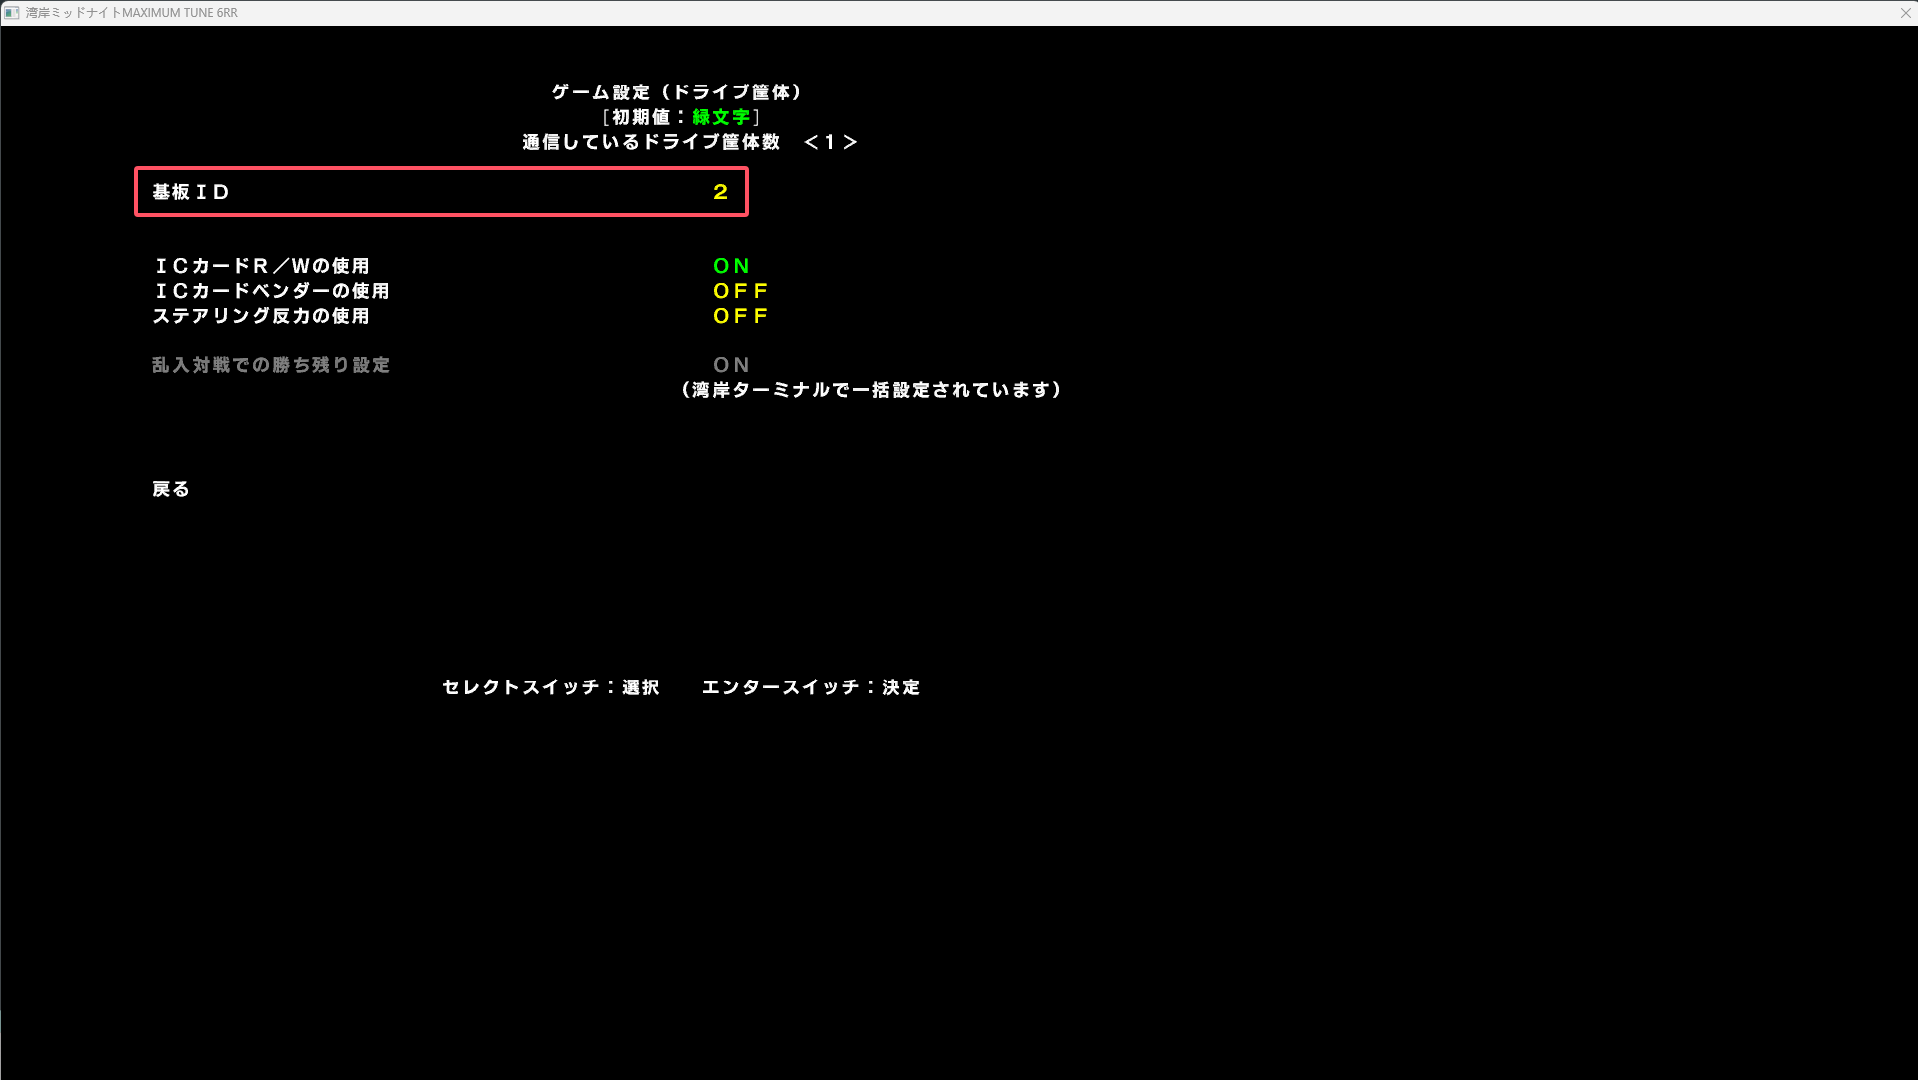 湾岸ミッドナイトMAXIMUM TUNE 6RR
ゲーム設定（ドライブ筐体）
［初期値：緑文字］
通信しているドライブ筐体数　＜１＞
基板ＩＤ　２
ＩＣカードＲ／Ｗの使用　ＯＮ
ＩＣカードベンダーの使用　ＯＦＦ
ステアリング反力の使用　ＯＦＦ
乱入対戦での勝ち残り設定　ＯＮ
（湾岸ターミナルで一括設定されています）
戻る
セレクトスイッチ：選択　　エンタースイッチ：決定